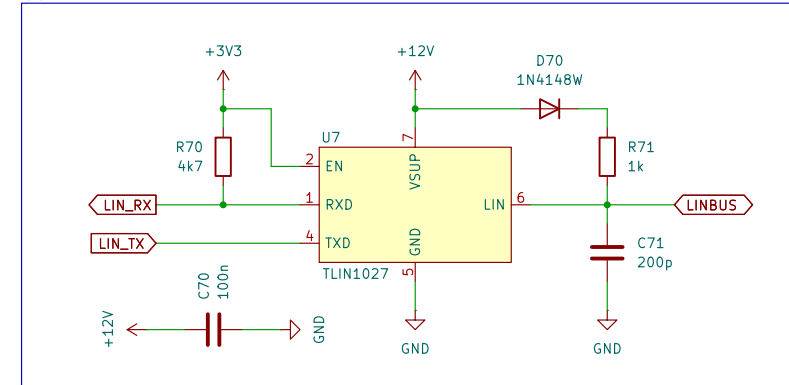 +3V3
+12V
D70
1N4148W
U7
R70
4k7
2
EN
7
VSUP
R71
1k
LIN_RX
1
RXD
LIN
6
LINBUS
LIN_TX
4
TXD
GND
5
TLIN1027
C71
200p
C70
100n
+12V
GND
GND
GND